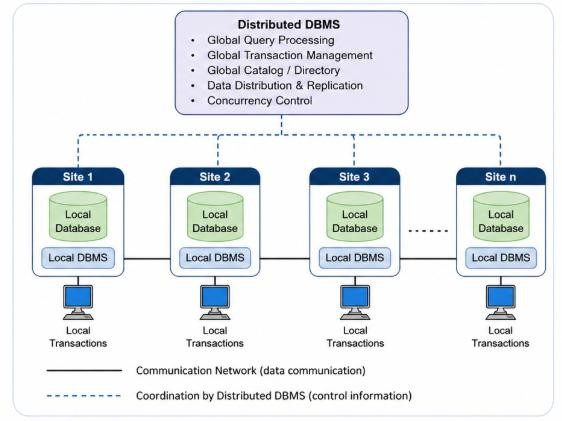 Distributed DBMS
• Global Query Processing
• Global Transaction Management
• Global Catalog / Directory
• Data Distribution & Replication
• Concurrency Control
Site 1
Local
Database
Local DBMS
Local
Transactions
Site 2
Local
Database
Local DBMS
Local
Transactions
Site 3
Local
Database
Local DBMS
Local
Transactions
Site n
Local
Database
Local DBMS
Local
Transactions
Communication Network (data communication)
Coordination by Distributed DBMS (control information)